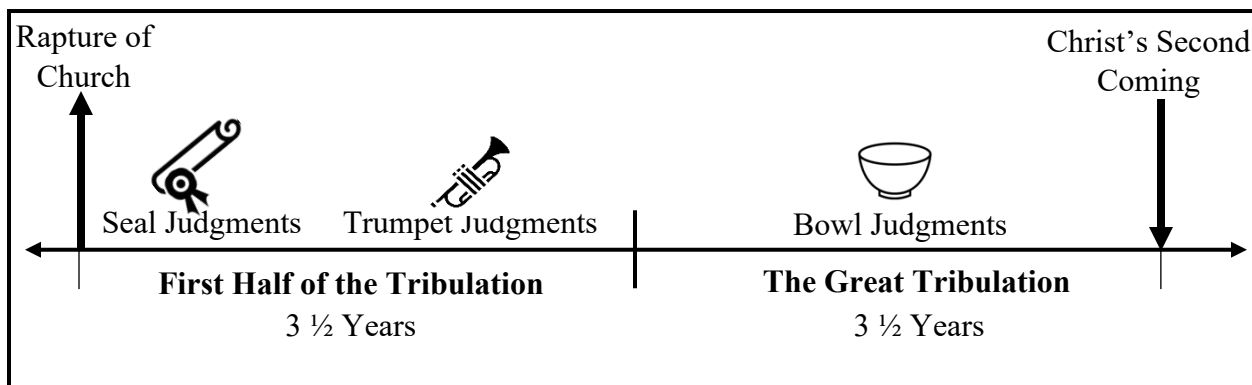 Rapture of
Church
Christ's Second
Coming
Seal Judgments
Trumpet Judgments
Bowl Judgments
First Half of the Tribulation
3 ½ Years
The Great Tribulation
3 ½ Years